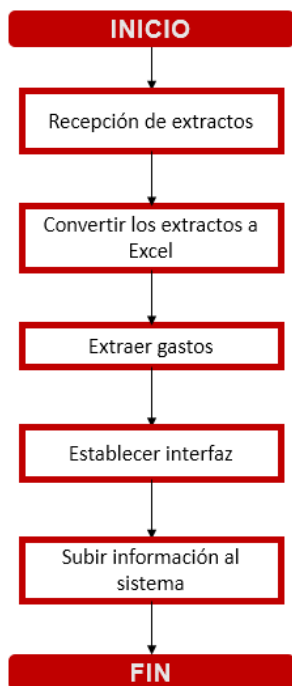 INICIO
Recepción de extractos
Convertir los extractos a
Excel
Extraer gastos
Establecer interfaz
Subir información al
sistema
FIN